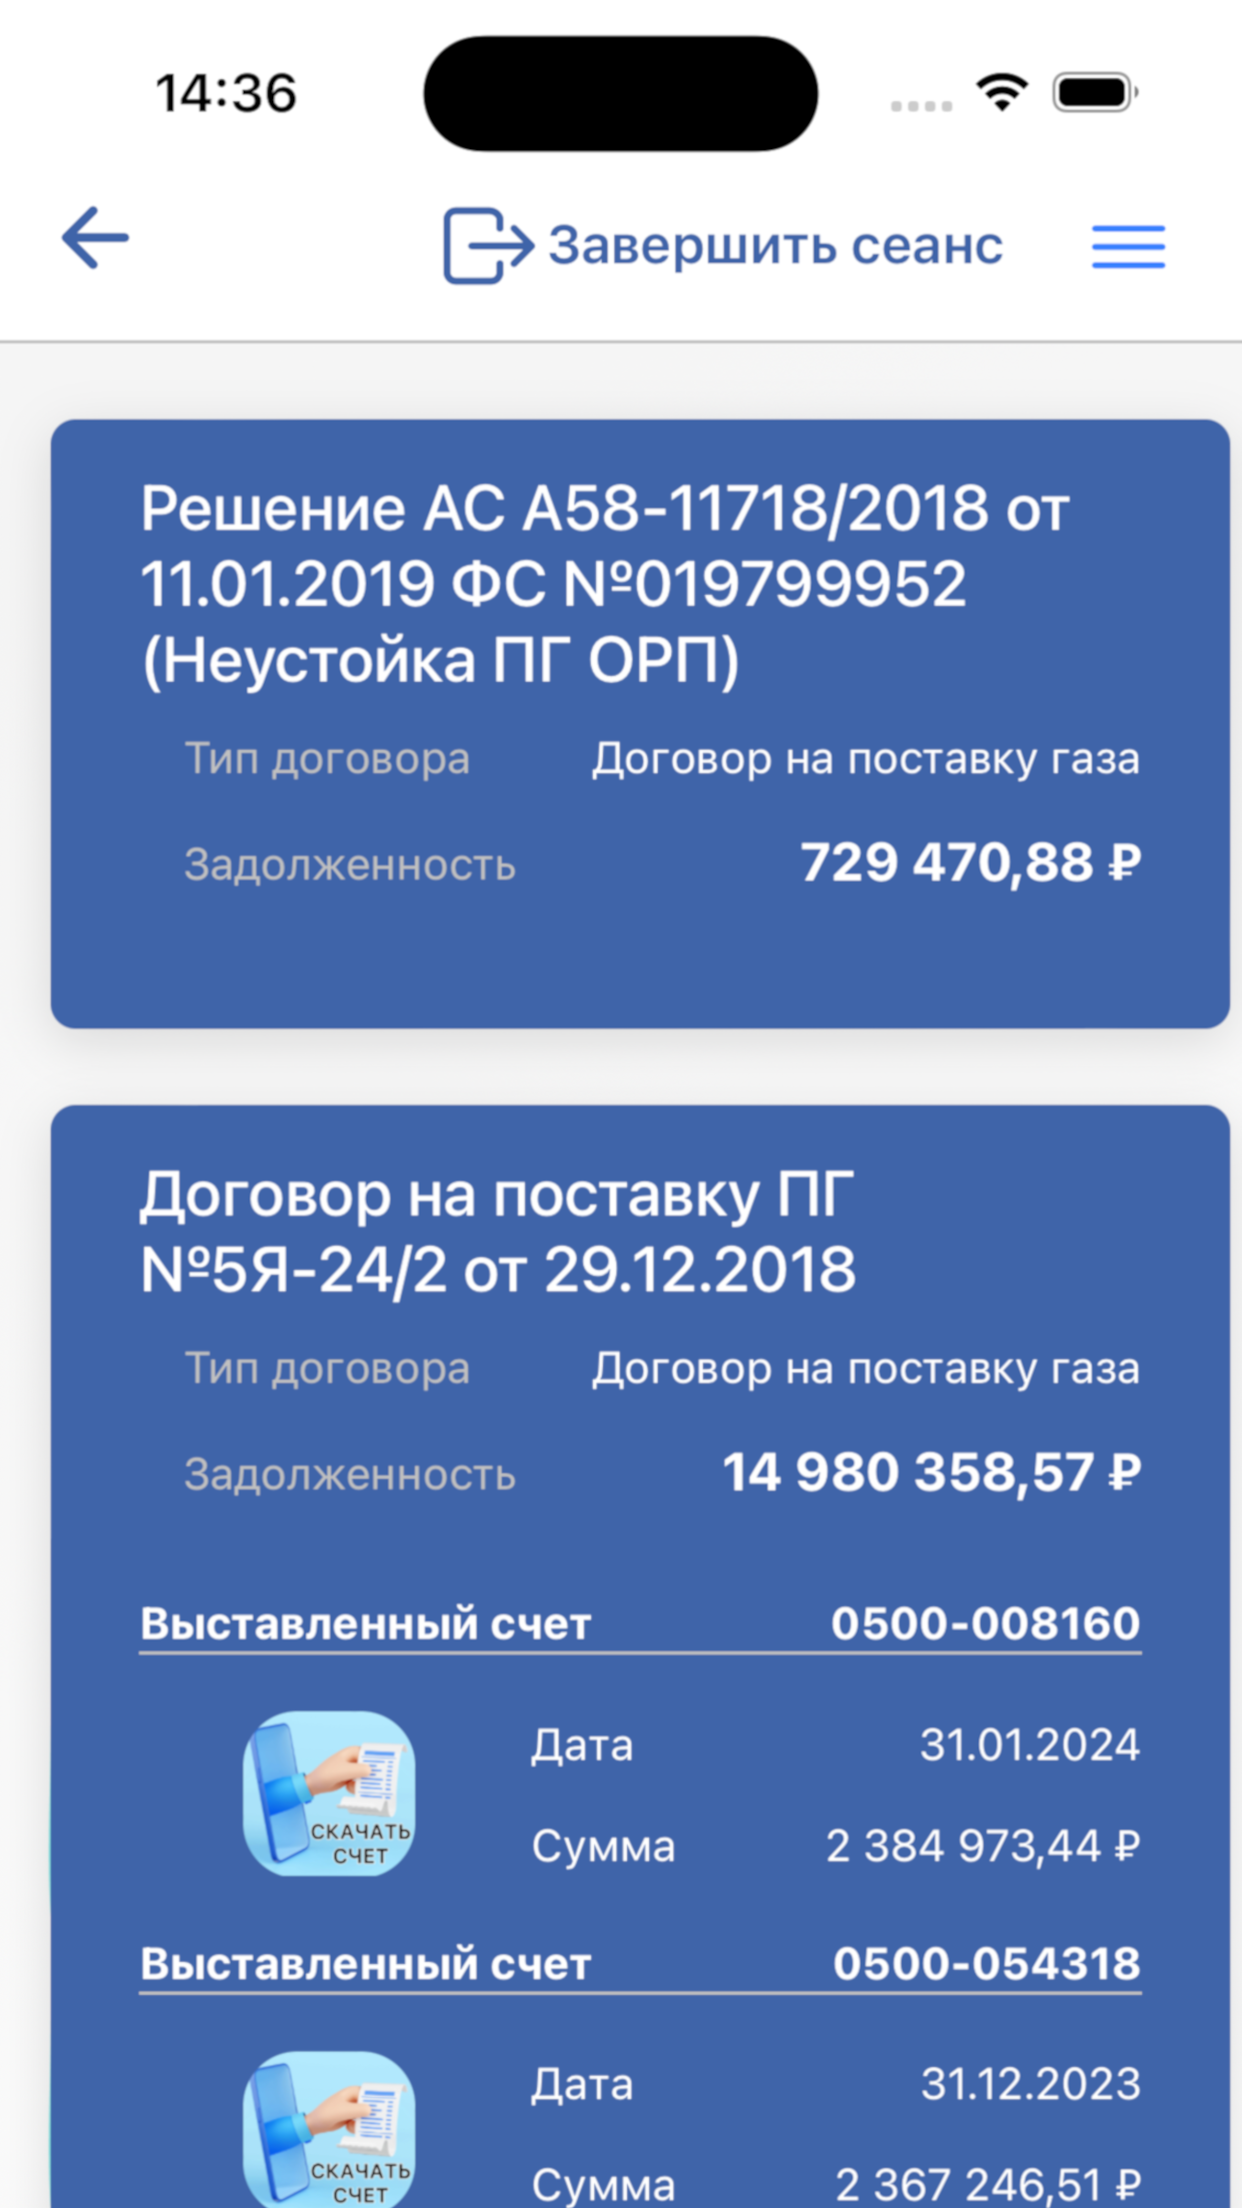 14:36
Завершить сеанс
Решение АС А58-11718/2018 от
11.01.2019 ФС №019799952
(Неустойка ПГ ОРП)
Тип договора Договор на поставку газа
Задолженность 729 470,88 ₽
Договор на поставку ПГ
№5Я-24/2 от 29.12.2018
Тип договора Договор на поставку газа
Задолженность 14 980 358,57 ₽
Выставленный счет 0500-008160
Дата 31.01.2024
СКАЧАТЬ
СЧЕТ
Сумма 2 384 973,44 ₽
Выставленный счет 0500-054318
Дата 31.12.2023
СКАЧАТЬ
СЧЕТ
Сумма 2 367 246,51 ₽